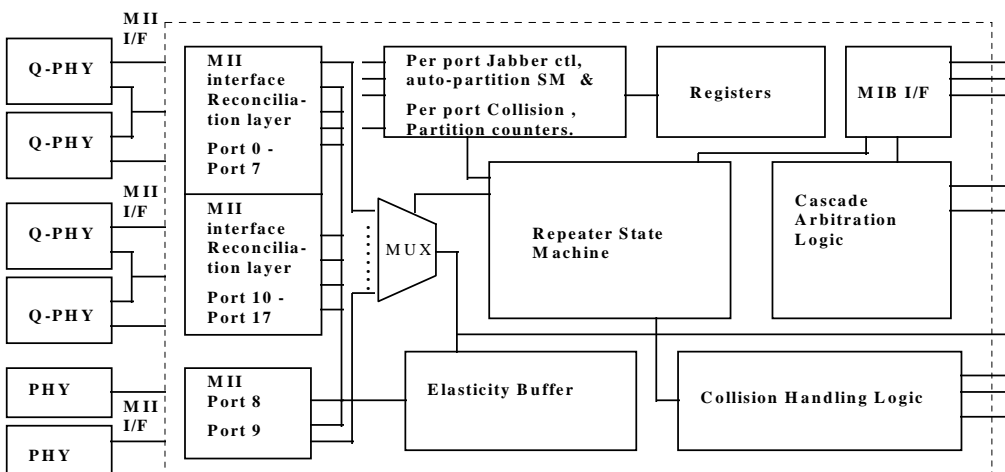 MII
I/F
Q-PHY
Q-PHY
MII
I/F
Q-PHY
Q-PHY
PHY
MII
I/F
PHY
MII
interface
Reconcilia-
tion layer
Port 0 -
Port 7
MII
interface
Reconcilia-
tion layer
Port 10 -
Port 17
MII
Port 8
Port 9
Per port Jabber ctl,
auto-partition SM &
Per port Collision ,
Partition counters.
Registers
MIB I/F
MUX
Repeater State
Machine
Cascade
Arbitration
Logic
Elasticity Buffer
Collision Handling Logic